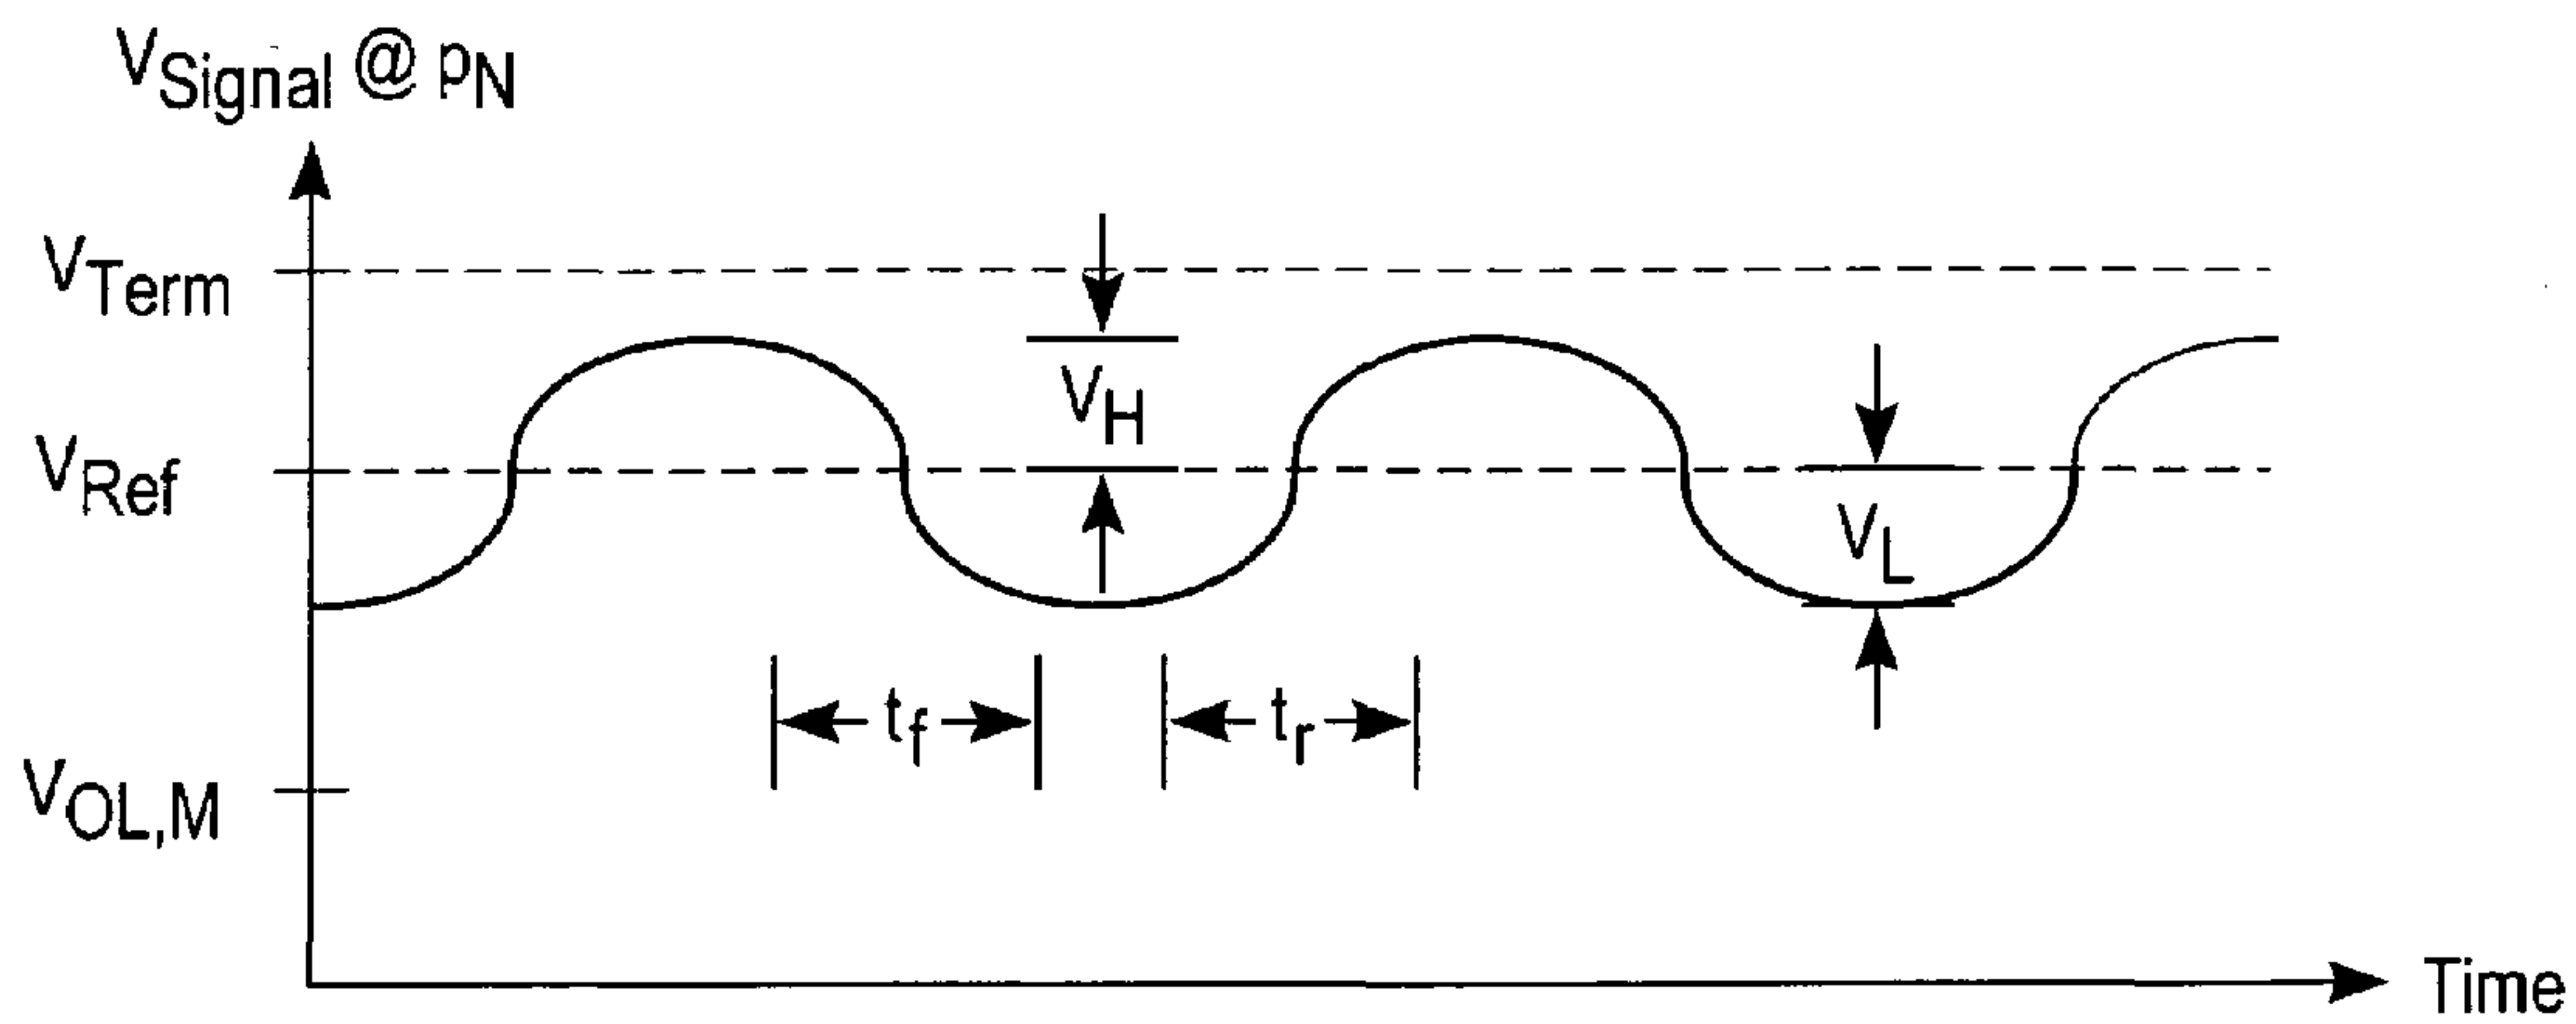 VSignal @ pN
VTerm
VH
VRef
VL
tf
tr
VOL,M
Time